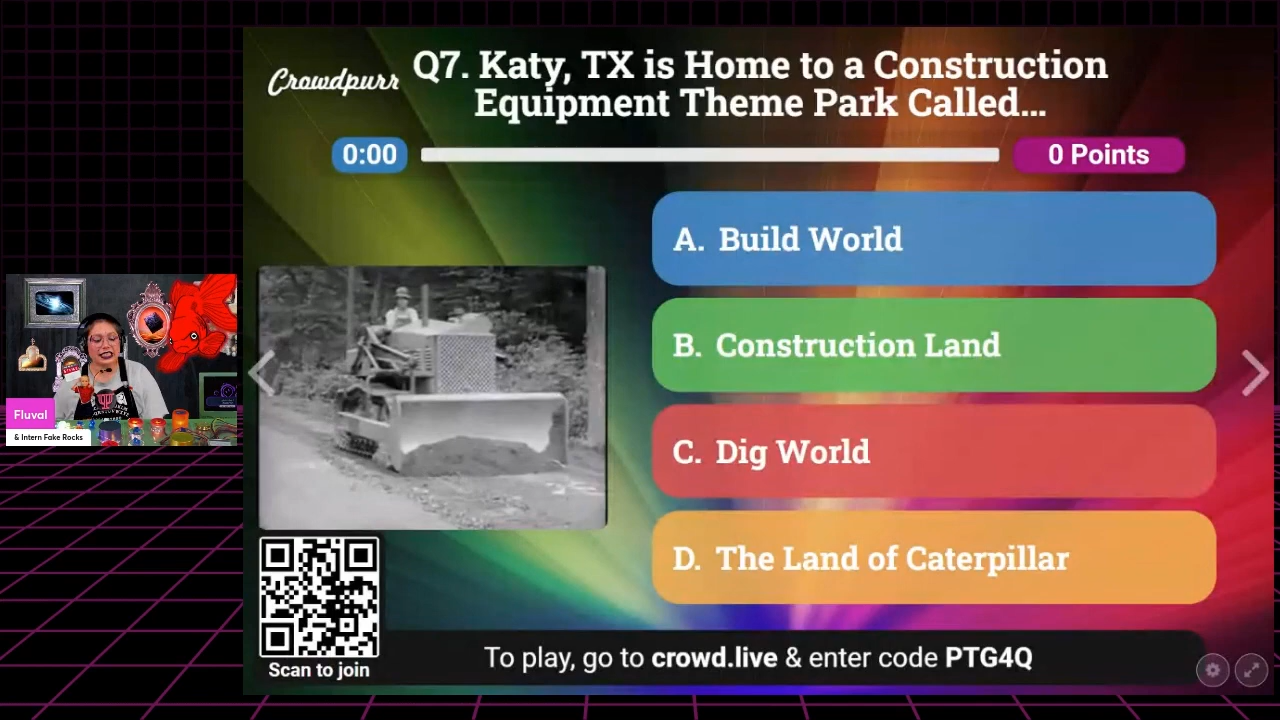 Crowdpurr
Q7. Katy, TX is Home to a Construction
Equipment Theme Park Called...
0:00
0 Points
A. Build World
B. Construction Land
C. Dig World
D. The Land of Caterpillar
Fluval
& Intern Fake Rocks
Scan to join
To play, go to crowd.live & enter code PTG4Q